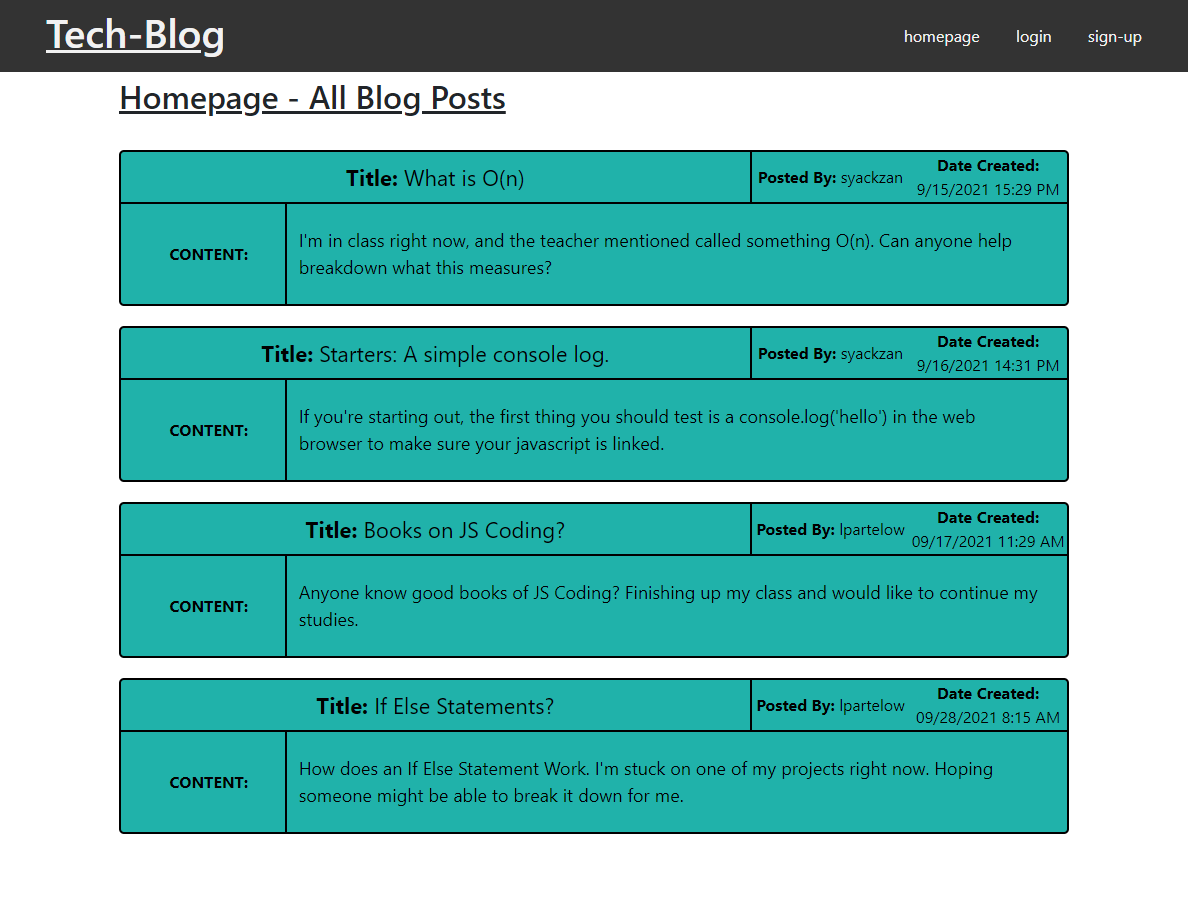 Tech-Blog
homepage login sign-up
Homepage - All Blog Posts
Title: What is O(n)
Posted By: syackzan
Date Created:
9/15/2021 15:29 PM
CONTENT:
I'm in class right now, and the teacher mentioned called something O(n). Can anyone help
breakdown what this measures?
Title: Starters: A simple console log.
Posted By: syackzan
Date Created:
9/16/2021 14:31 PM
CONTENT:
If you're starting out, the first thing you should test is a console.log('hello') in the web
browser to make sure your javascript is linked.
Title: Books on JS Coding?
Posted By: lpartelow
Date Created:
09/17/2021 11:29 AM
CONTENT:
Anyone know good books of JS Coding? Finishing up my class and would like to continue my
studies.
Title: If Else Statements?
Posted By: lpartelow
Date Created:
09/28/2021 8:15 AM
CONTENT:
How does an If Else Statement Work. I'm stuck on one of my projects right now. Hoping
someone might be able to break it down for me.